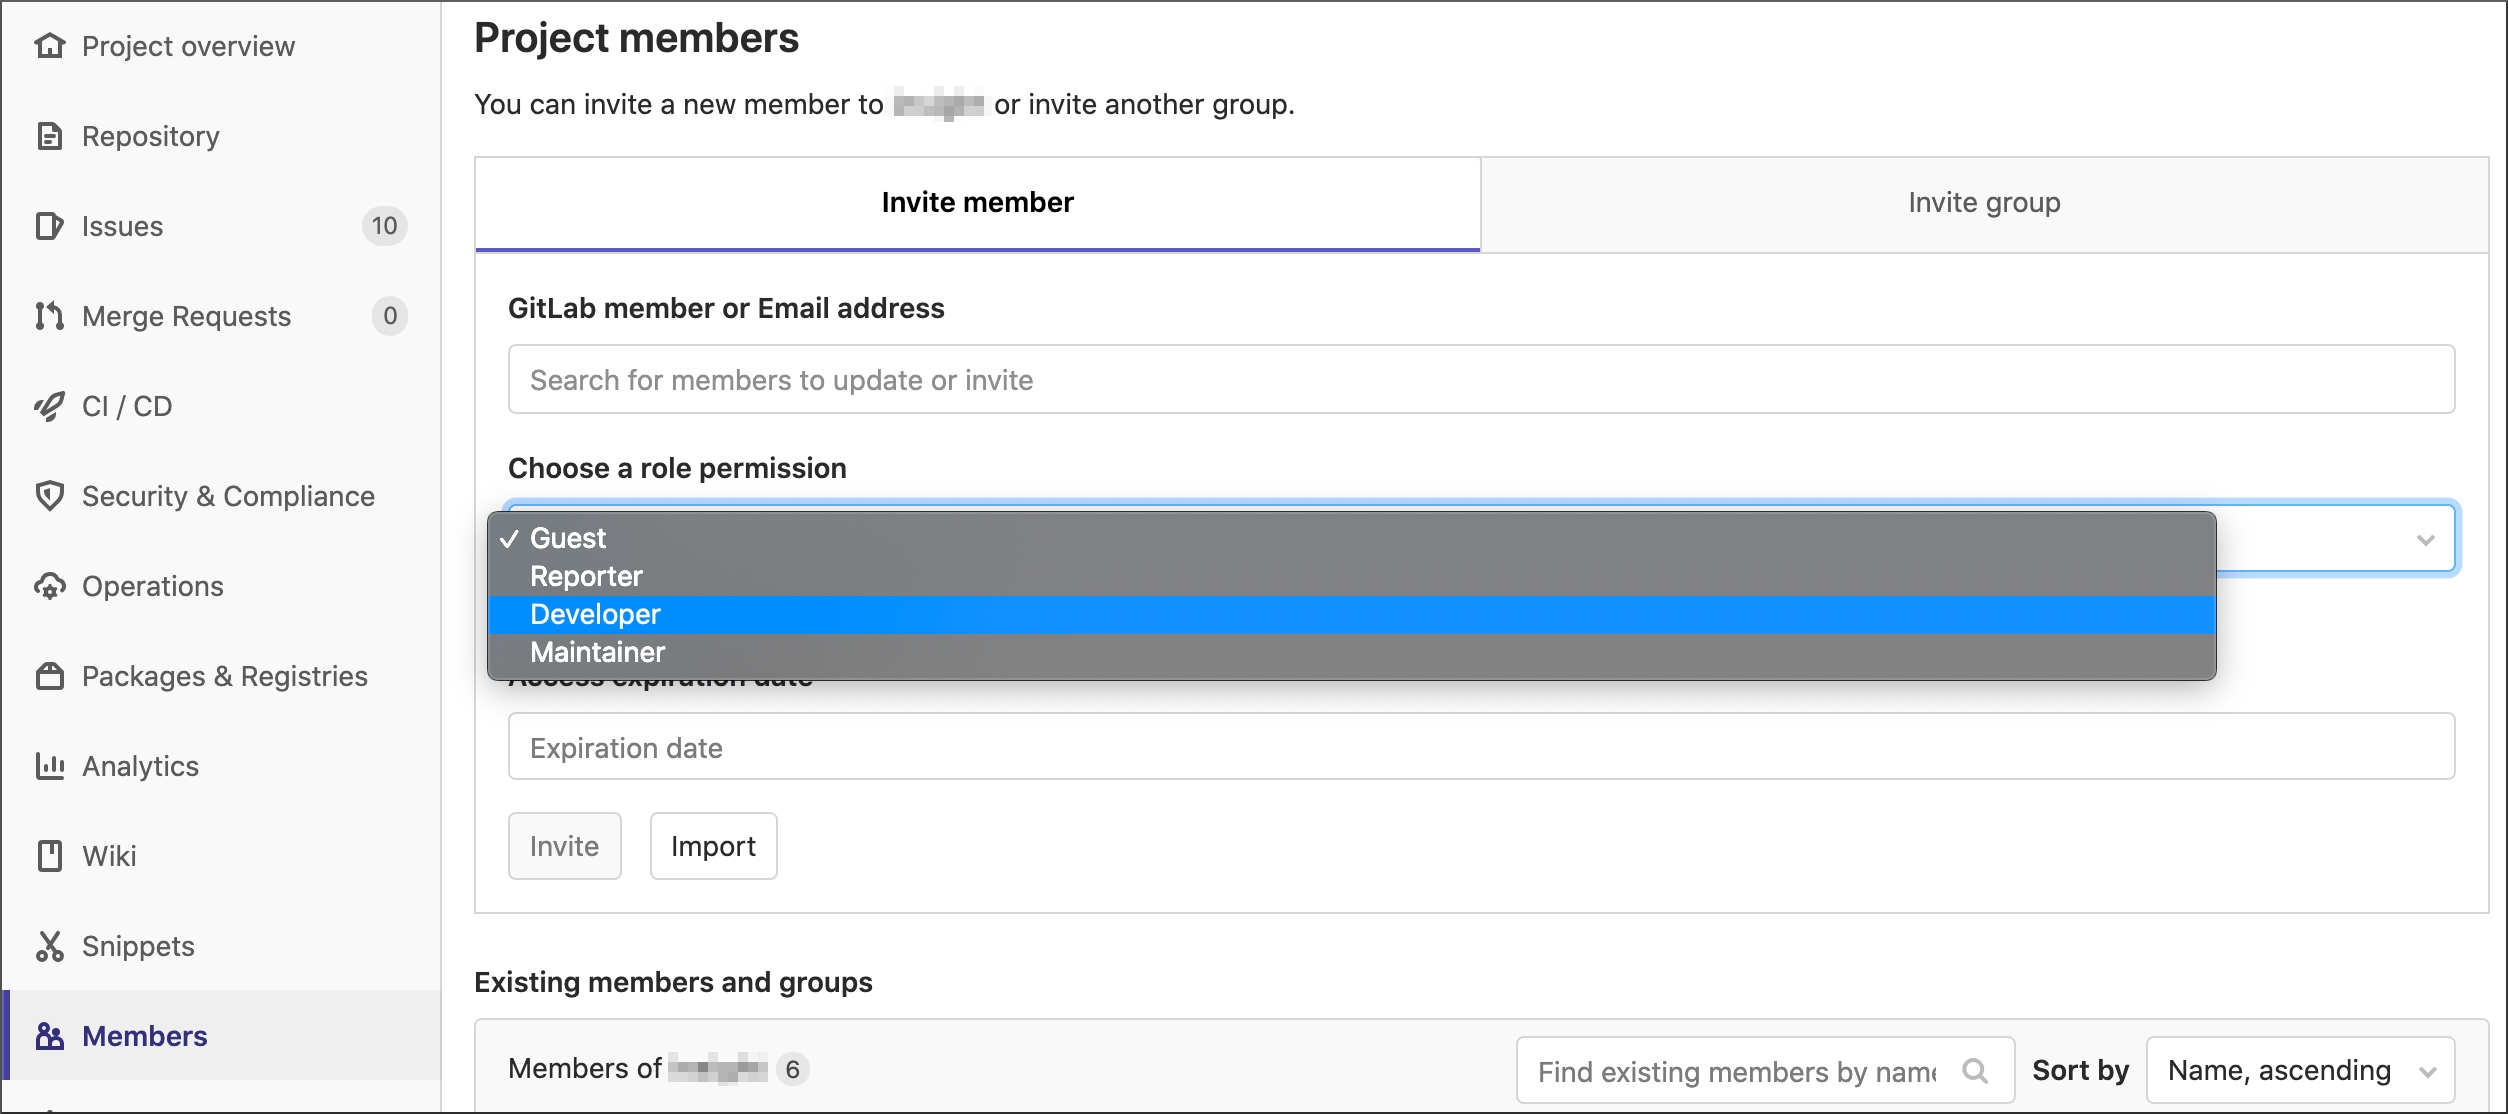 Project overview
Repository
Issues 10
Merge Requests 0
CI / CD
Security & Compliance
Operations
Packages & Registries
Analytics
Wiki
Snippets
Members
Project members
You can invite a new member to or invite another group.
Invite member
Invite group
GitLab member or Email address
Search for members to update or invite
Choose a role permission
✓ Guest
Reporter
Developer
Maintainer
Access expiration date
Expiration date
Invite
Import
Existing members and groups
Members of 6
Find existing members by name
Sort by
Name, ascending